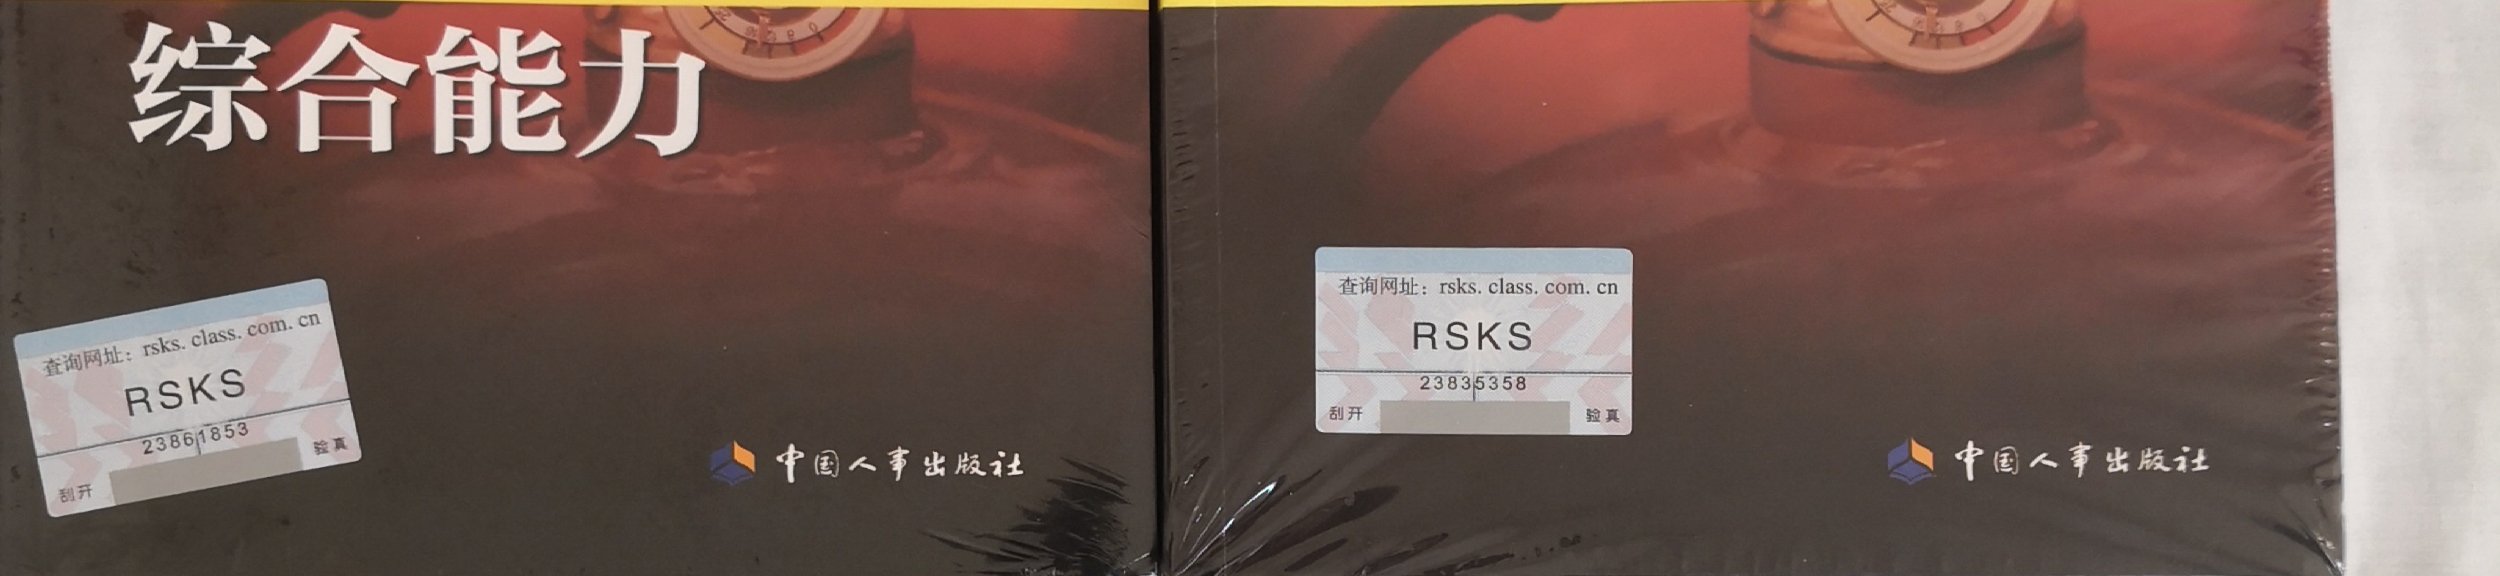 综合能力
查询网址：rsks. class. com. cn
RSKS
23861853
刮开 验真
中国人事出版社
查询网址：rsks. class. com. cn
RSKS
23835358
刮开 验真
中国人事出版社